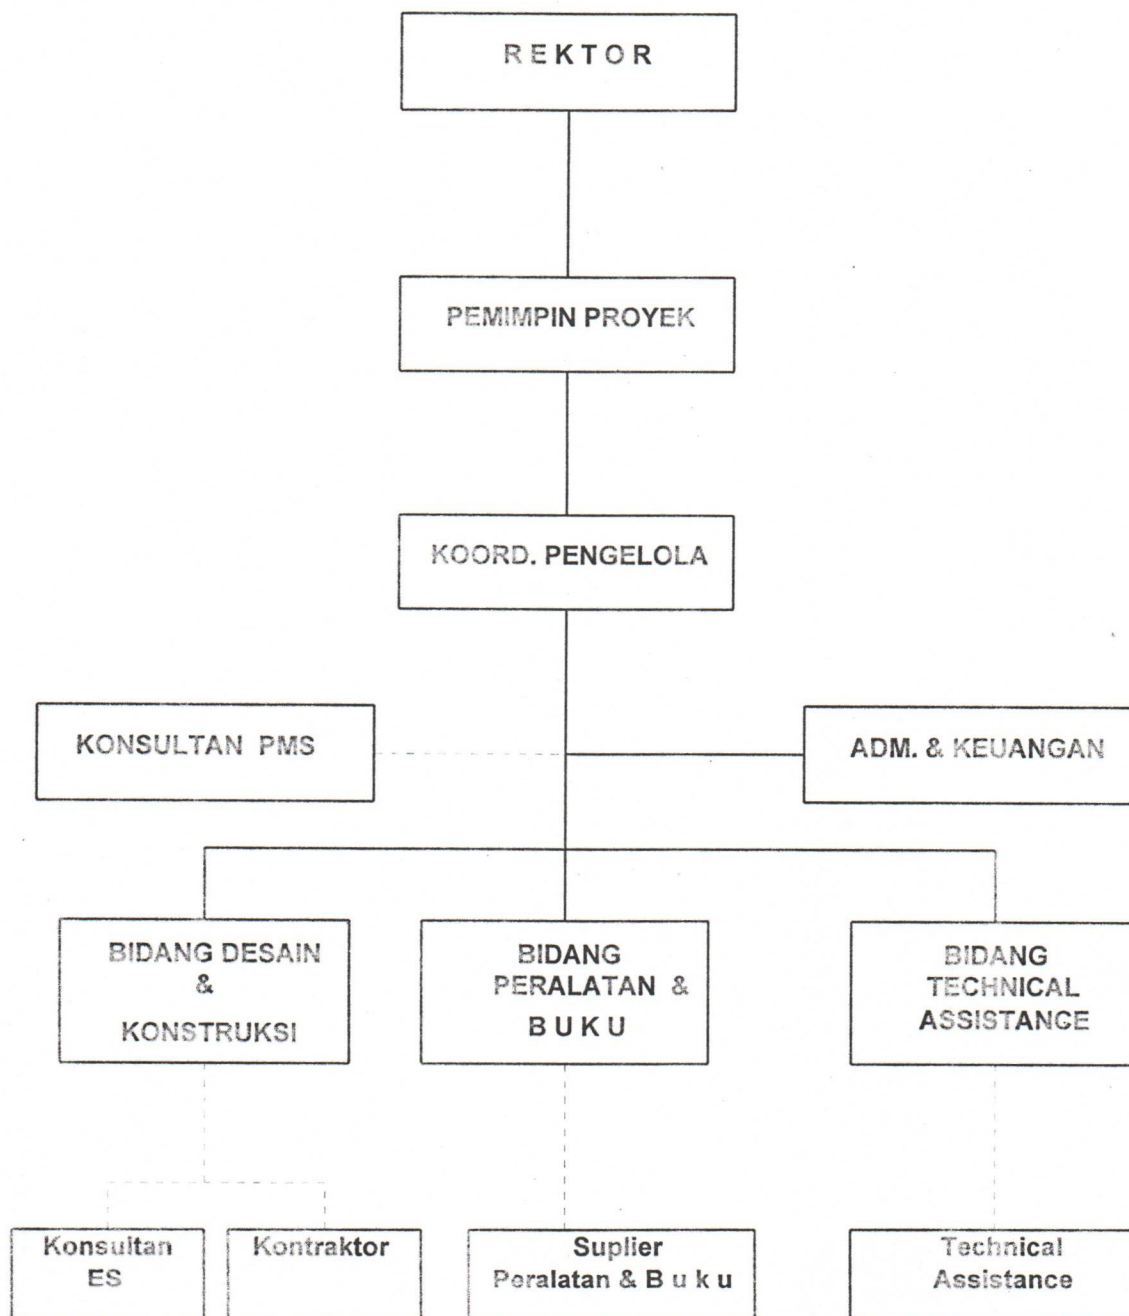 REKTOR
PEMIMPIN PROYEK
KOORD. PENGELOLA
KONSULTAN PMS
ADM. & KEUANGAN
BIDANG DESAIN
&
KONSTRUKSI
BIDANG
PERALATAN &
BUKU
BIDANG
TECHNICAL
ASSISTANCE
Konsultan
ES
Kontraktor
Suplier
Peralatan & Buku
Technical
Assistance